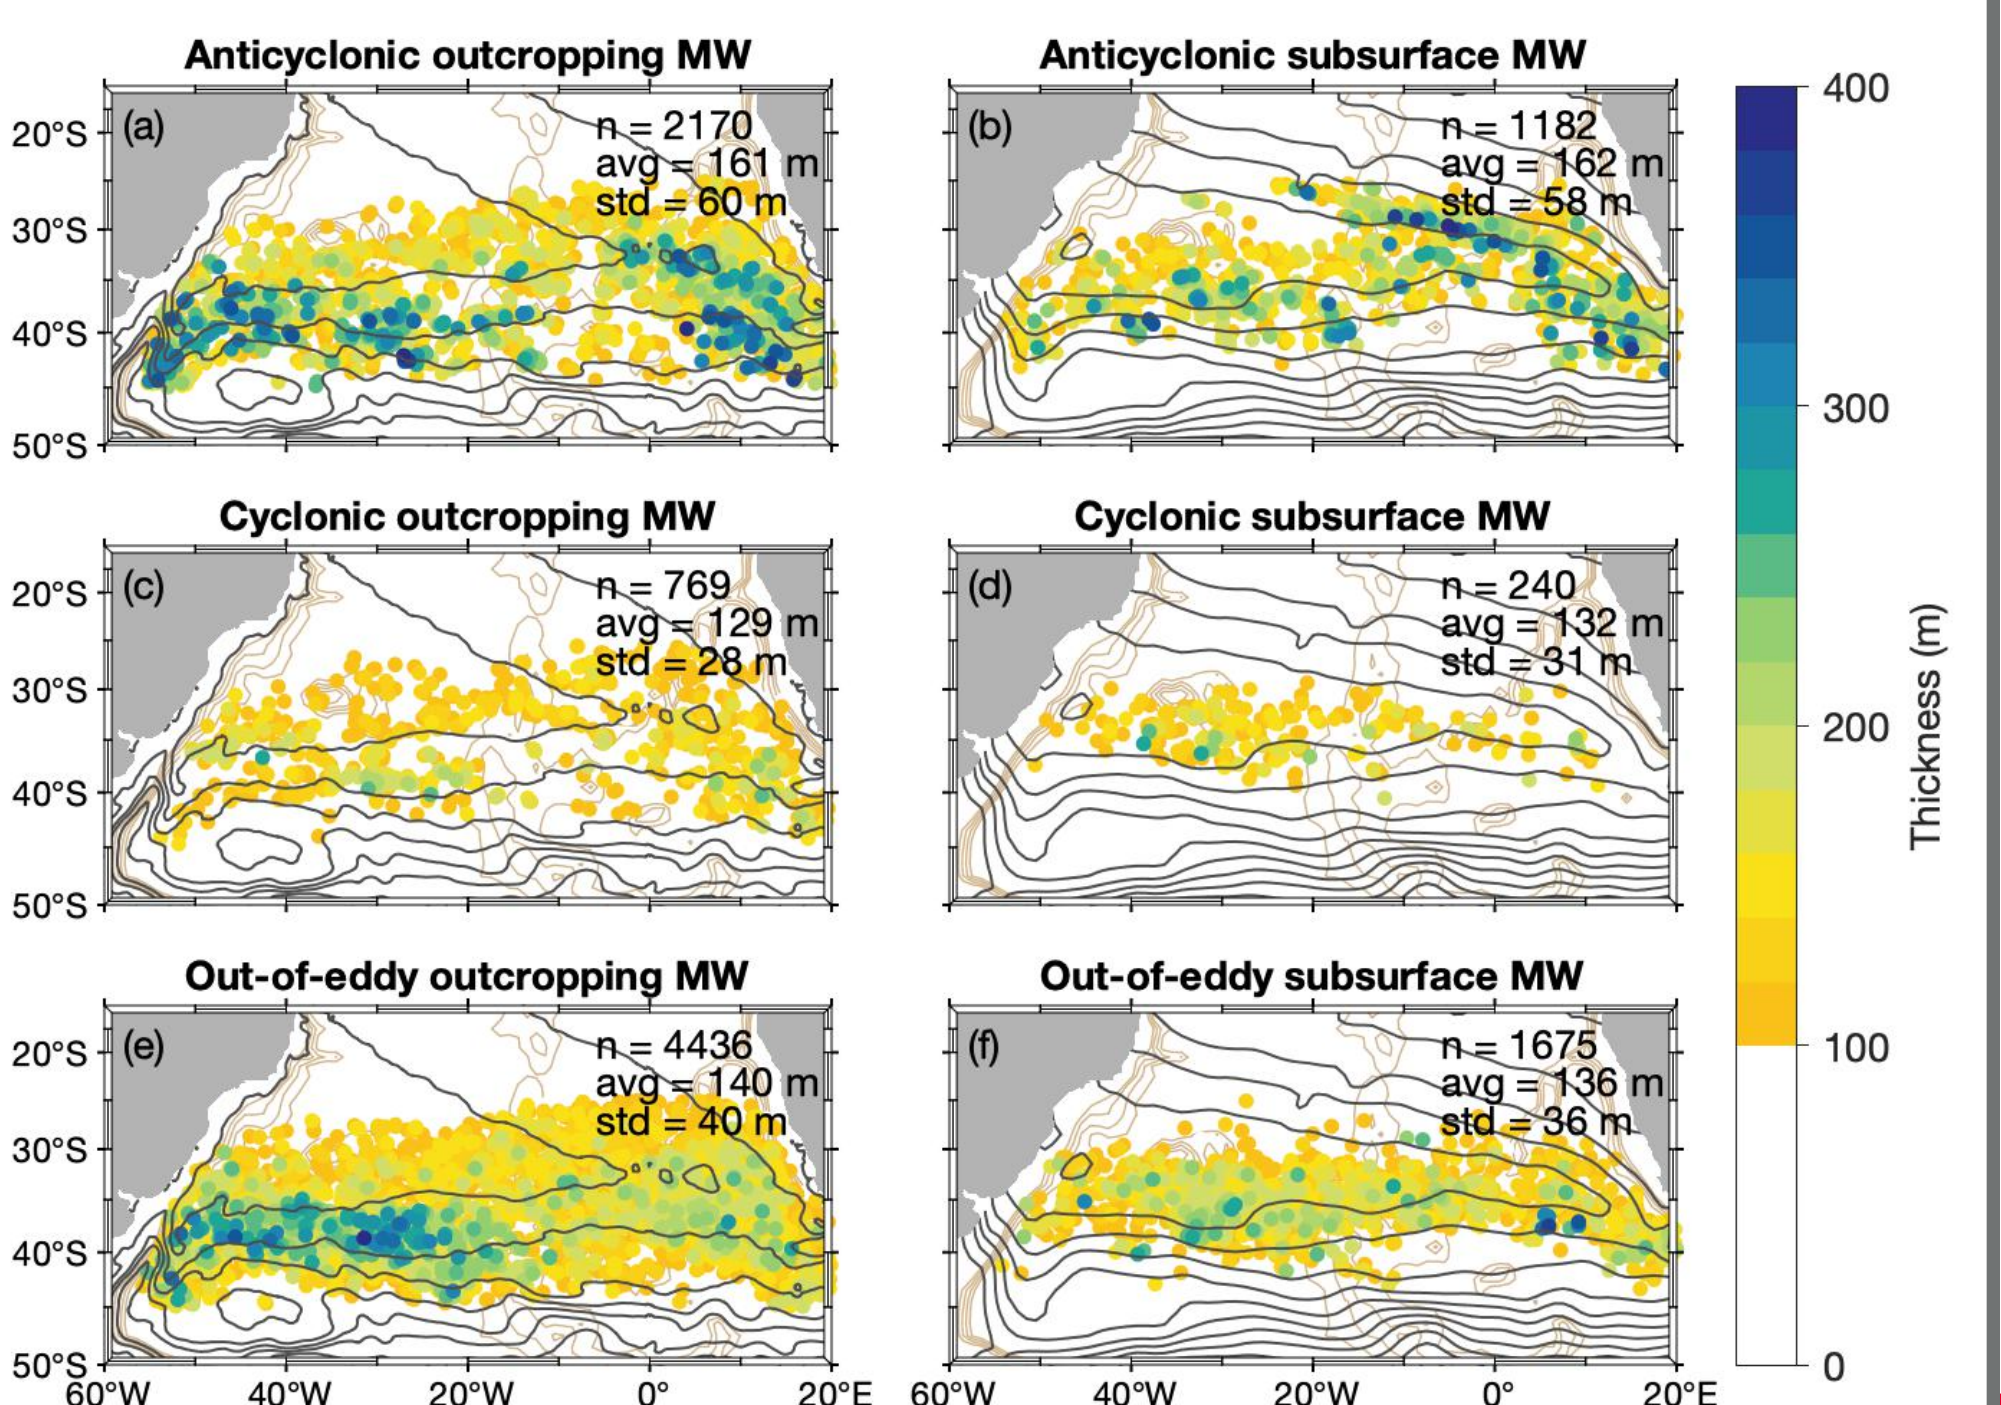 Anticyclonic outcropping MW
Anticyclonic subsurface MW
(a)
n = 2170
avg = 161 m
std = 60 m
20°S
30°S
40°S
50°S
(b)
n = 1182
avg = 162 m
std = 58 m
Cyclonic outcropping MW
Cyclonic subsurface MW
(c)
n = 769
avg = 129 m
std = 28 m
20°S
30°S
40°S
50°S
(d)
n = 240
avg = 132 m
std = 31 m
Out-of-eddy outcropping MW
Out-of-eddy subsurface MW
(e)
n = 4436
avg = 140 m
std = 40 m
20°S
30°S
40°S
50°S
60°W 40°W 20°W 0° 20°E
(f)
n = 1675
avg = 136 m
std = 36 m
60°W 40°W 20°W 0° 20°E
400
300
200
100
0
Thickness (m)